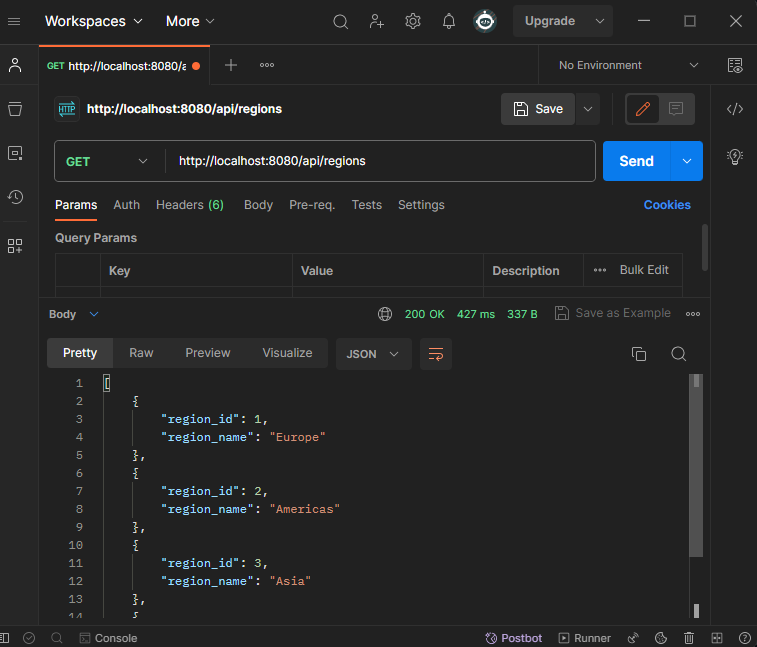 Workspaces More Upgrade
GET http://localhost:8080/a No Environment
HTTP http://localhost:8080/api/regions Save
GET http://localhost:8080/api/regions Send
Params Auth Headers (6) Body Pre-req. Tests Settings Cookies
Query Params
Key Value Description Bulk Edit
Body 200 OK 427 ms 337 B Save as Example
Pretty Raw Preview Visualize JSON
1 [
2 {
3 "region_id": 1,
4 "region_name": "Europe"
5 },
6 {
7 "region_id": 2,
8 "region_name": "Americas"
9 },
10 {
11 "region_id": 3,
12 "region_name": "Asia"
13 },
14 {
Console Postbot Runner